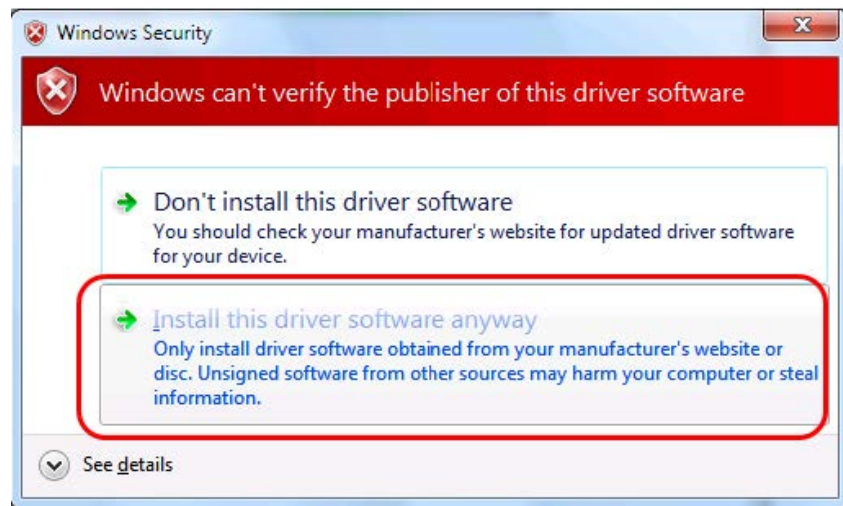 Windows Security
Windows can't verify the publisher of this driver software
Don't install this driver software
You should check your manufacturer's website for updated driver software
for your device.
Install this driver software anyway
Only install driver software obtained from your manufacturer's website or
disc. Unsigned software from other sources may harm your computer or steal
information.
See details